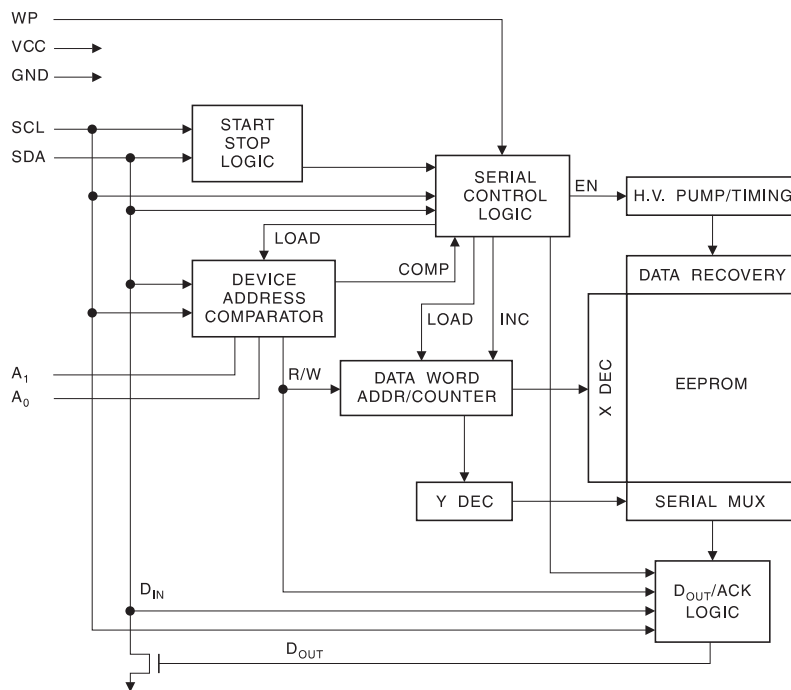 WP
VCC
GND
SCL
SDA
START
STOP
LOGIC
SERIAL
CONTROL
LOGIC
EN
H.V. PUMP/TIMING
LOAD
COMP
DEVICE
ADDRESS
COMPARATOR
LOAD
INC
DATA RECOVERY
A1
A0
R/W
DATA WORD
ADDR/COUNTER
X DEC
EEPROM
Y DEC
SERIAL MUX
DIN
DOUT/ACK
LOGIC
DOUT